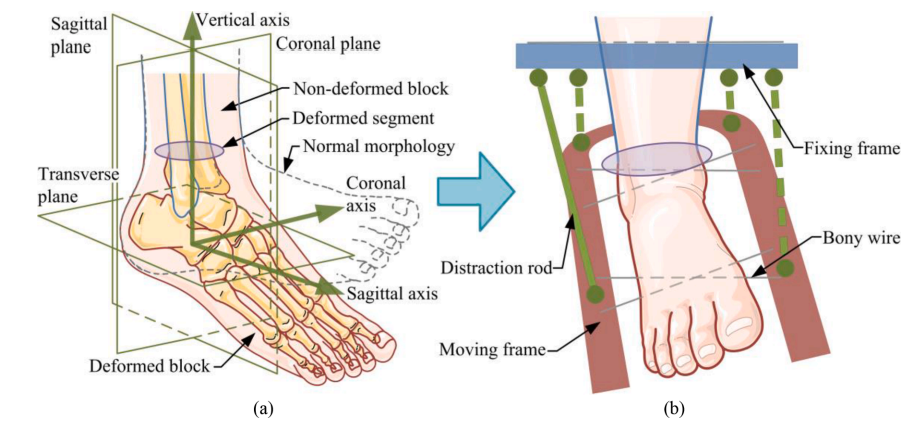 Sagittal
plane
Vertical axis
Coronal plane
Non-deformed block
Deformed segment
Normal morphology
Transverse
plane
Coronal
axis
Sagittal axis
Deformed block
(a)
Fixing frame
Bony wire
Distraction rod
Moving frame
(b)